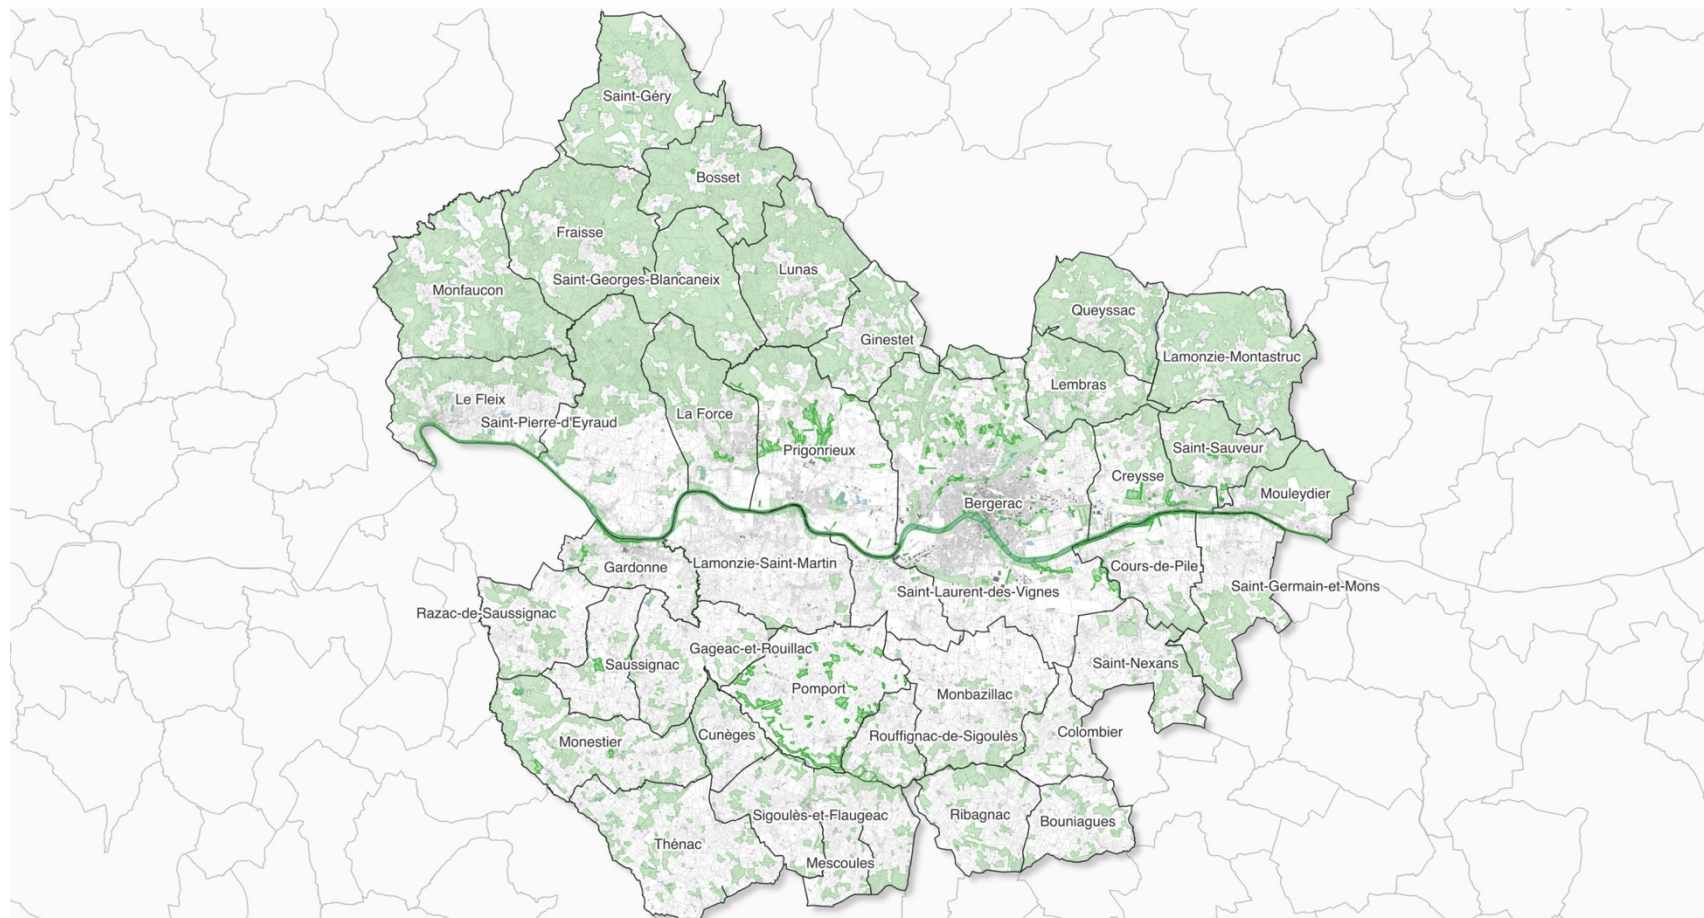 Saint-Géry
Bosset
Fraisse
Lunas
Saint-Georges-Blancaneix
Monfaucon
Queyssac
Ginestet
Lamonzie-Montastruc
Lembras
Le Fleix
La Force
Saint-Pierre-d'Eyraud
Prigonrieux
Saint-Sauveur
Creysse
Mouleydier
Bergerac
Gardonne
Lamonzie-Saint-Martin
Cours-de-Pile
Saint-Germain-et-Mons
Saint-Laurent-des-Vignes
Razac-de-Saussignac
Gageac-et-Rouillac
Saussignac
Saint-Nexans
Pomport
Monbazillac
Colombier
Cunèges
Rouffignac-de-Sigoulès
Monestier
Sigoulès-et-Flaugeac
Ribagnac
Bouniagues
Thénac
Mescoules